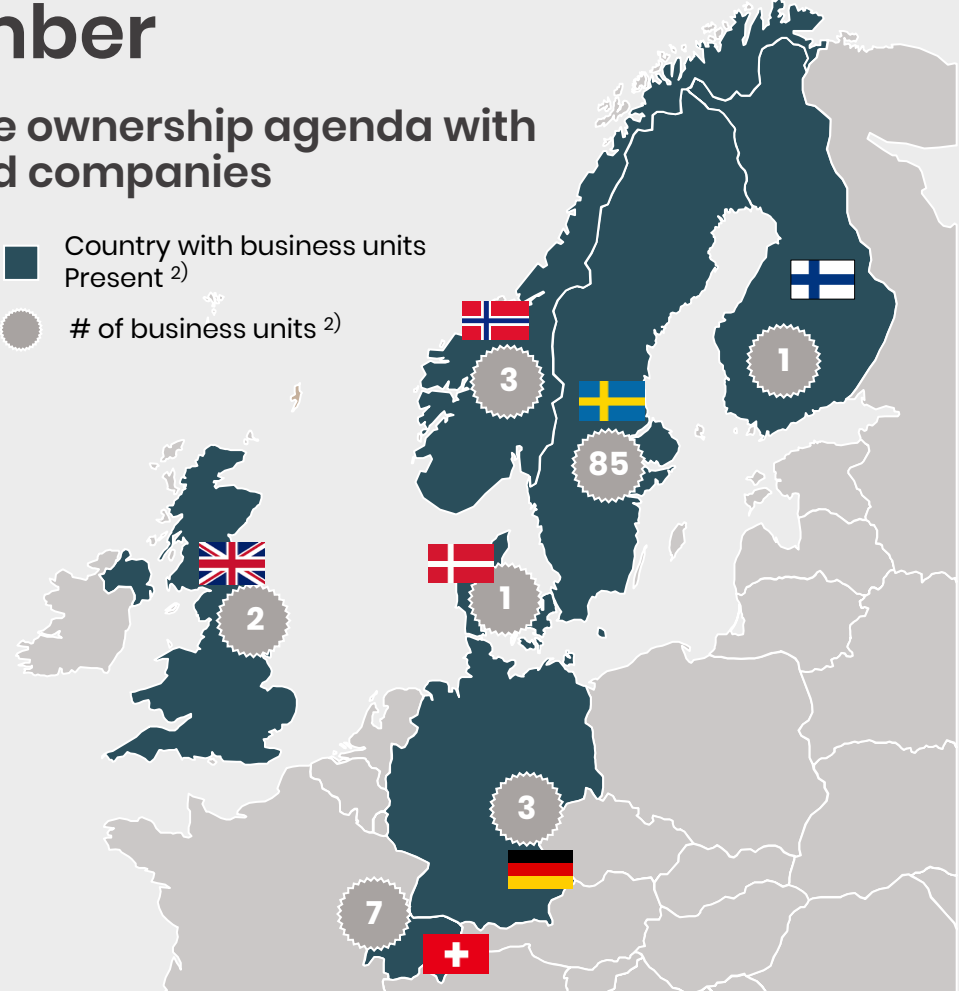 nber
e ownership agenda with
d companies
Country with business units
Present 2)
# of business units 2)
1
3
85
1
2
3
7